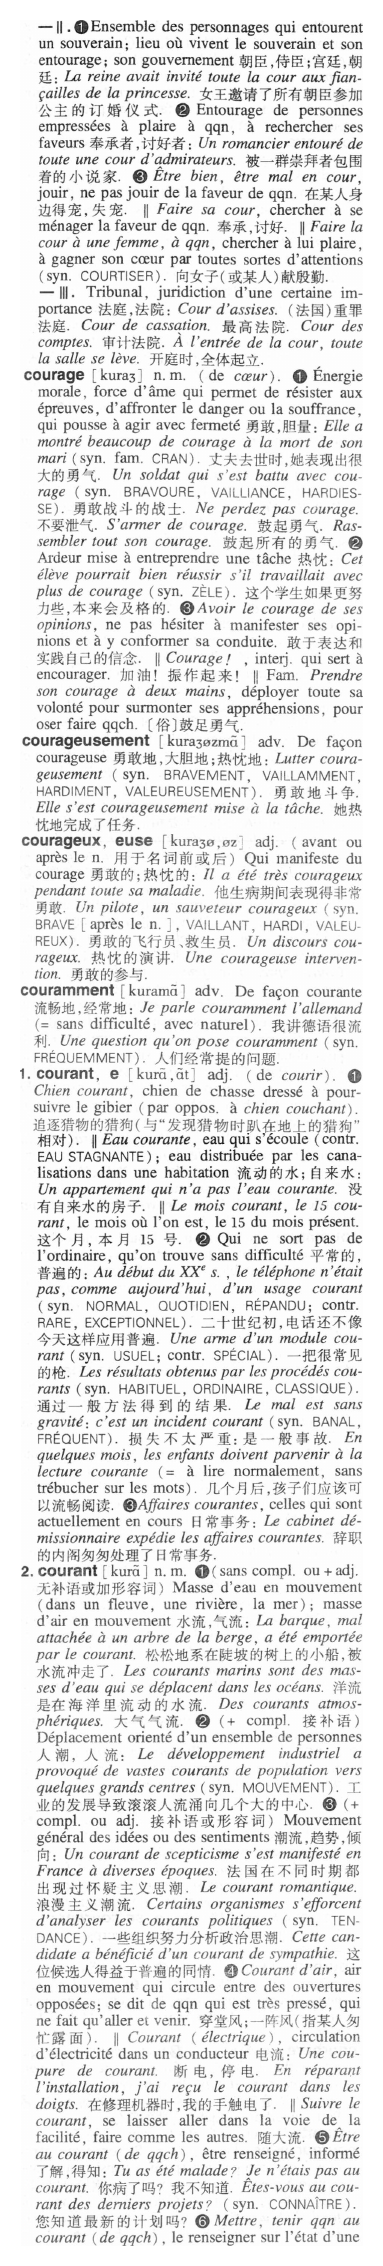 — Ⅱ. ❶ Ensemble des personnages qui entourent
un souverain; lieu où vivent le souverain et son
entourage; son gouvernement 朝臣,侍臣;宫廷,朝
廷: La reine avait invité toute la cour aux fian-
çailles de la princesse. 女王邀请了所有朝臣参加
公主的订婚仪式. ❷ Entourage de personnes
empressées à plaire à qqn, à rechercher ses
faveurs 奉承者,讨好者: Un romancier entouré de
toute une cour d'admirateurs. 被一群崇拜者包围
着的小说家. ❸ Être bien, être mal en cour,
jouir, ne pas jouir de la faveur de qqn. 在某人身
边得宠,失宠. ‖ Faire sa cour, chercher à se
ménager la faveur de qqn. 奉承,讨好. ‖ Faire la
cour à une femme, à qqn, chercher à lui plaire,
à gagner son cœur par toutes sortes d'attentions
(syn. COURTISER). 向女子(或某人)献殷勤.
— Ⅲ. Tribunal, juridiction d'une certaine im-
portance 法庭,法院: Cour d'assises. (法国)重罪
法庭. Cour de cassation. 最高法院. Cour des
comptes. 审计法院. À l'entrée de la cour, toute
la salle se lève. 开庭时,全体起立.
courage [kuraʒ] n. m. (de cœur). ❶ Énergie
morale, force d'âme qui permet de résister aux
épreuves, d'affronter le danger ou la souffrance,
qui pousse à agir avec fermeté 勇敢,胆量: Elle a
montré beaucoup de courage à la mort de son
mari (syn. fam. CRAN). 丈夫去世时,她表现出很
大的勇气. Un soldat qui s'est battu avec cou-
rage (syn. BRAVOURE, VAILLIANCE, HARDIES-
SE). 勇敢战斗的战士. Ne perdez pas courage.
不要泄气. S'armer de courage. 鼓起勇气. Ras-
sembler tout son courage. 鼓起所有的勇气. ❷
Ardeur mise à entreprendre une tâche 热忱: Cet
élève pourrait bien réussir s'il travaillait avec
plus de courage (syn. ZÈLE). 这个学生如果更努
力些,本来会及格的. ❸ Avoir le courage de ses
opinions, ne pas hésiter à manifester ses opi-
nions et à y conformer sa conduite. 敢于表达和
实践自己的信念. ‖ Courage!, interj. qui sert à
encourager. 加油! 振作起来! ‖ Fam. Prendre
son courage à deux mains, déployer toute sa
volonté pour surmonter ses appréhensions, pour
oser faire qqch. 〔俗〕鼓足勇气.
courageusement [kuraʒøzmɑ̃] adv. De façon
courageuse 勇敢地,大胆地;热忱地: Lutter coura-
geusement (syn. BRAVEMENT, VAILLAMMENT,
HARDIMENT, VALEUREUSEMENT). 勇敢地斗争.
Elle s'est courageusement mise à la tâche. 她热
忱地完成了任务.
courageux, euse [kuraʒø,øz] adj. (avant ou
après le n. 用于名词前或后) Qui manifeste du
courage 勇敢的;热忱的: Il a été très courageux
pendant toute sa maladie. 他生病期间表现得非常
勇敢. Un pilote, un sauveteur courageux (syn.
BRAVE [après le n.], VAILLANT, HARDI, VALEU-
REUX). 勇敢的飞行员,救生员. Un discours cou-
rageux. 热忱的演讲. Une courageuse interven-
tion. 勇敢的参与.
couramment [kuramɑ̃] adv. De façon courante
流畅地,经常地: Je parle couramment l'allemand
(= sans difficulté, avec naturel). 我讲德语很流
利. Une question qu'on pose couramment (syn.
FRÉQUEMMENT). 人们经常提的问题.
1. courant, e [kurɑ̃,ɑ̃t] adj. (de courir). ❶
Chien courant, chien de chasse dressé à pour-
suivre le gibier (par oppos. à chien couchant).
追逐猎物的猎狗(与“发现猎物时趴在地上的猎狗”
相对). ‖ Eau courante, eau qui s'écoule (contr.
EAU STAGNANTE); eau distribuée par les cana-
lisations dans une habitation 流动的水;自来水:
Un appartement qui n'a pas l'eau courante. 没
有自来水的房子. ‖ Le mois courant, le 15 cou-
rant, le mois où l'on est, le 15 du mois présent.
这个月,本月 15 号. ❷ Qui ne sort pas de
l'ordinaire, qu'on trouve sans difficulté 平常的,
普遍的: Au début du XXe s., le téléphone n'était
pas, comme aujourd'hui, d'un usage courant
(syn. NORMAL, QUOTIDIEN, RÉPANDU; contr.
RARE, EXCEPTIONNEL). 二十世纪初,电话还不像
今天这样应用普遍. Une arme d'un module cou-
rant (syn. USUEL; contr. SPÉCIAL). 一把很常见
的枪. Les résultats obtenus par les procédés cou-
rants (syn. HABITUEL, ORDINAIRE, CLASSIQUE).
通过一般方法得到的结果. Le mal est sans
gravité: c'est un incident courant (syn. BANAL,
FRÉQUENT). 损失不太严重:是一般事故. En
quelques mois, les enfants doivent parvenir à la
lecture courante (= à lire normalement, sans
trébucher sur les mots). 几个月后,孩子们应该可
以流畅阅读. ❸ Affaires courantes, celles qui sont
actuellement en cours 日常事务: Le cabinet dé-
missionnaire expédie les affaires courantes. 辞职
的内阁匆匆处理了日常事务.
2. courant [kurɑ̃] n. m. ❶ (sans compl. ou + adj.
无补语或加形容词) Masse d'eau en mouvement
(dans un fleuve, une rivière, la mer); masse
d'air en mouvement 水流,气流: La barque, mal
attachée à un arbre de la berge, a été emportée
par le courant. 松松地系在陡坡的树上的小船,被
水流冲走了. Les courants marins sont des mas-
ses d'eau qui se déplacent dans les océans. 洋流
是在海洋里流动的水流. Des courants atmos-
phériques. 大气气流. ❷ (+ compl. 接补语)
Déplacement orienté d'un ensemble de personnes
人潮, 人流: Le développement industriel a
provoqué de vastes courants de population vers
quelques grands centres (syn. MOUVEMENT). 工
业的发展导致滚滚人流涌向几个大的中心. ❸ (+
compl. ou adj. 接补语或形容词) Mouvement
général des idées ou des sentiments 潮流,趋势,倾
向: Un courant de scepticisme s'est manifesté en
France à diverses époques. 法国在不同时期都
出现过怀疑主义思潮. Le courant romantique.
浪漫主义潮流. Certains organismes s'efforcent
d'analyser les courants politiques (syn. TEN-
DANCE). 一些组织努力分析政治思潮. Cette can-
didate a bénéficié d'un courant de sympathie. 这
位候选人得益于普遍的同情. ❹ Courant d'air, air
en mouvement qui circule entre des ouvertures
opposées; se dit de qqn qui est très pressé, qui
ne fait qu'aller et venir. 穿堂风;一阵风(指某人匆
忙露面). ‖ Courant (électrique), circulation
d'électricité dans un conducteur 电流: Une cou-
pure de courant. 断电,停电. En réparant
l'installation, j'ai reçu le courant dans les
doigts. 在修理机器时,我的手触电了. ‖ Suivre le
courant, se laisser aller dans la voie de la
facilité, faire comme les autres. 随大流. ❺ Être
au courant (de qqch), être renseigné, informé
了解,得知: Tu as été malade? Je n'étais pas au
courant. 你病了吗? 我不知道. Êtes-vous au cou-
rant des derniers projets? (syn. CONNAÎTRE).
您知道最新的计划吗? ❻ Mettre, tenir qqn au
courant (de qqch), le renseigner sur l'état d'une